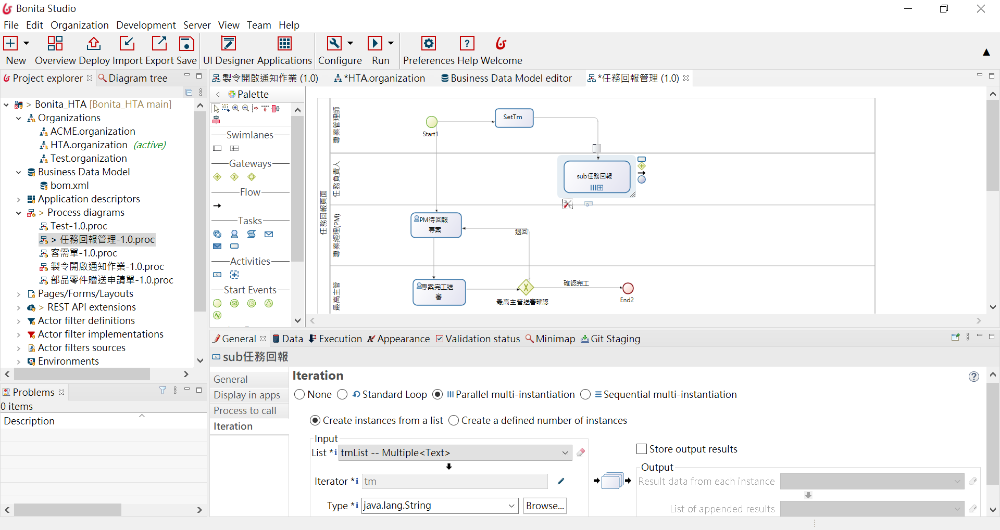 Bonita Studio
File Edit Organization Development Server View Team Help
New Overview Deploy Import Export Save UI Designer Applications Configure Run Preferences Help Welcome
Project explorer
Diagram tree
> Bonita_HTA [Bonita_HTA main]
Organizations
ACME.organization
HTA.organization (active)
Test.organization
Business Data Model
bom.xml
Application descriptors
> Process diagrams
Test-1.0.proc
> 任務回報管理-1.0.proc
客需單-1.0.proc
製令開啟通知作業-1.0.proc
部品零件贈送申請單-1.0.proc
Pages/Forms/Layouts
> REST API extensions
Actor filter definitions
Actor filter implementations
Actor filters sources
Environments
Problems
0 items
Description
製令開啟通知作業 (1.0)
*HTA.organization
Business Data Model editor
*任務回報管理 (1.0)
Palette
Swimlanes
Gateways
Flow
Tasks
Activities
Start Events
任務回報頁面
專案管理師
Start1
SetTm
任務負責人
sub任務回報
專案經理(PM)
PM待回報
專案
退回
最高主管
專案完工送
審
最高主管送審確認
確認完工
End2
General
Data
Execution
Appearance
Validation status
Minimap
Git Staging
sub任務回報
General
Display in apps
Process to call
Iteration
Iteration
None Standard Loop Parallel multi-instantiation Sequential multi-instantiation
Create instances from a list Create a defined number of instances
Input
List * tmList -- Multiple<Text>
Iterator * tm
Type * java.lang.String Browse...
Store output results
Output
Result data from each instance
List of appended results